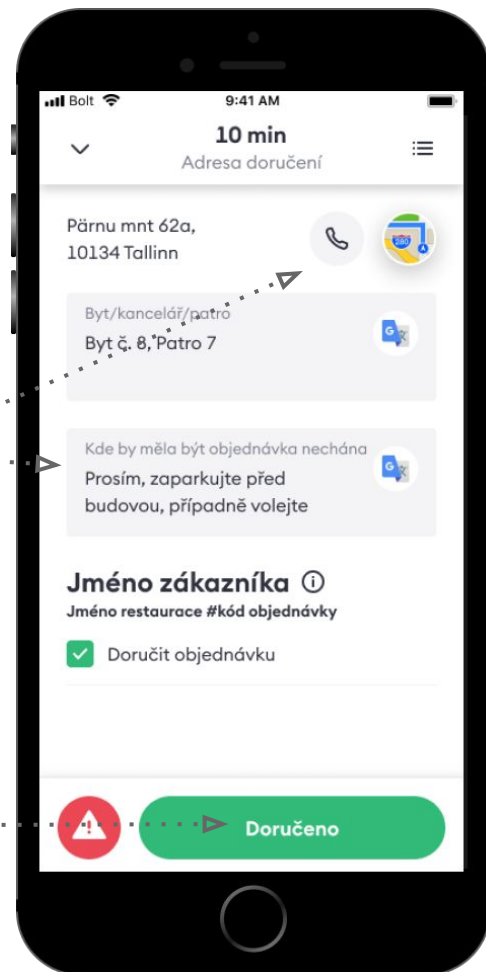 Bolt
9:41 AM
10 min
Adresa doručení
Pärnu mnt 62a,
10134 Tallinn
280
Byt/kancelář/patro
Byt č. 8, Patro 7
G
Kde by měla být objednávka nechána
G
Prosím, zaparkujte před
budovou, případně volejte
Jméno zákazníka
Jméno restaurace #kód objednávky
Doručit objednávku
Doručeno